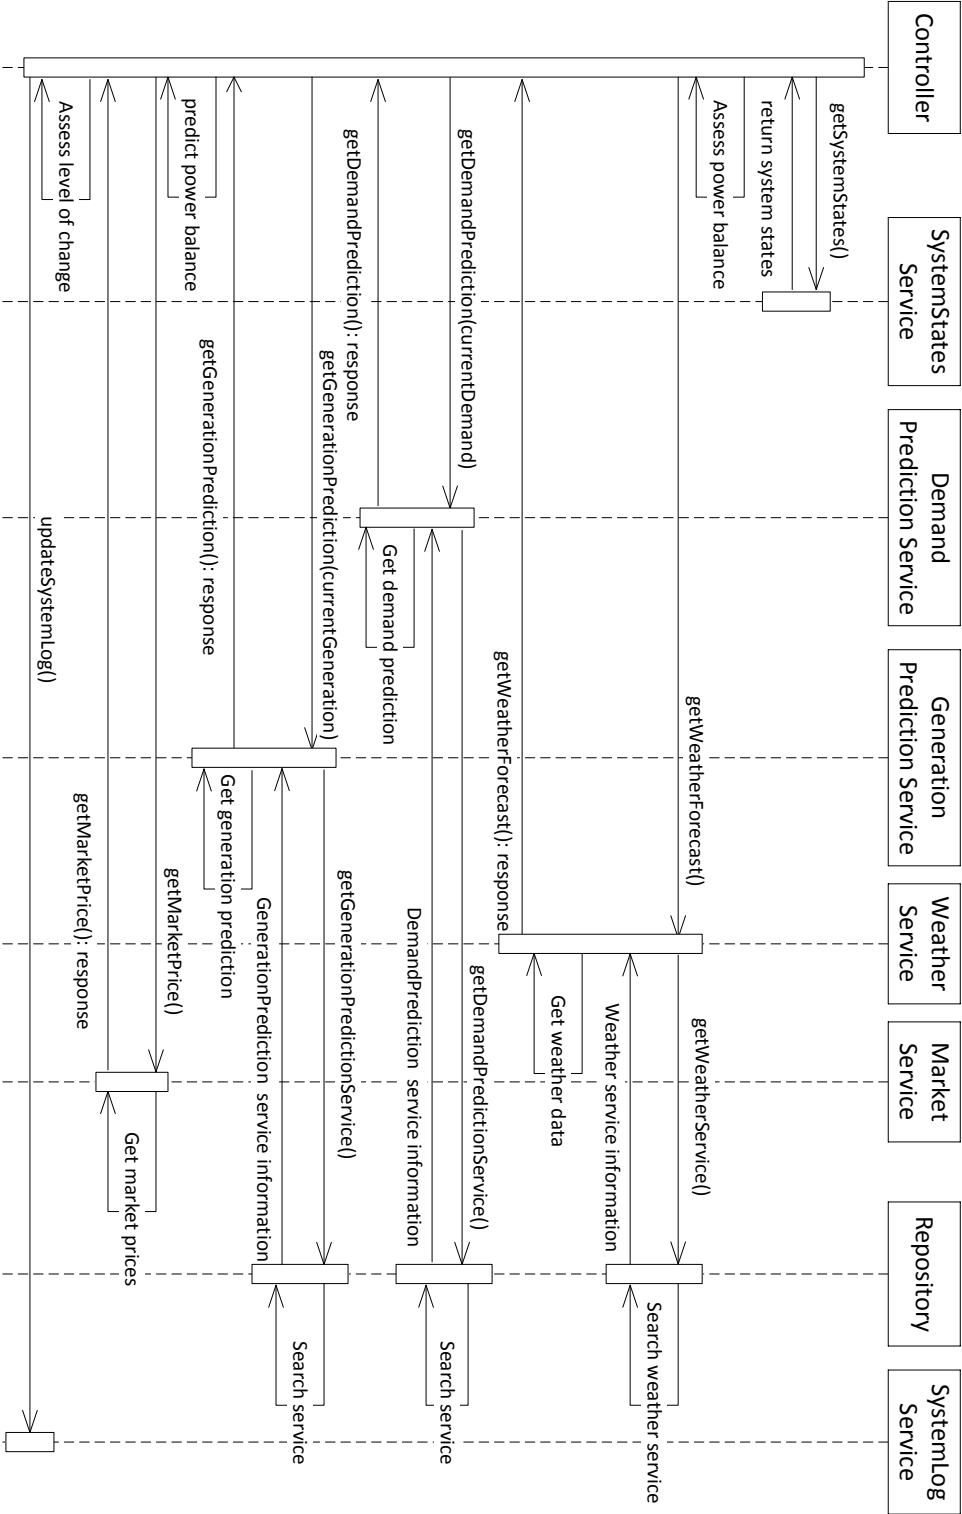 Controller
SystemStates
Service
Demand
Prediction Service
Generation
Prediction Service
Weather
Service
Market
Service
Repository
SystemLog
Service
getSystemStates()
return system states
Assess power balance
getWeatherForecast()
getWeatherService()
Search weather service
Weather service information
Get weather data
getWeatherForecast(): response
getDemandPrediction(currentDemand)
getDemandPredictionService()
Search service
DemandPrediction service information
Get demand prediction
getDemandPrediction(): response
getGenerationPrediction(currentGeneration)
getGenerationPredictionService()
Search service
GenerationPrediction service information
Get generation prediction
getGenerationPrediction(): response
predict power balance
getMarketPrice()
Get market prices
getMarketPrice(): response
Assess level of change
updateSystemLog()